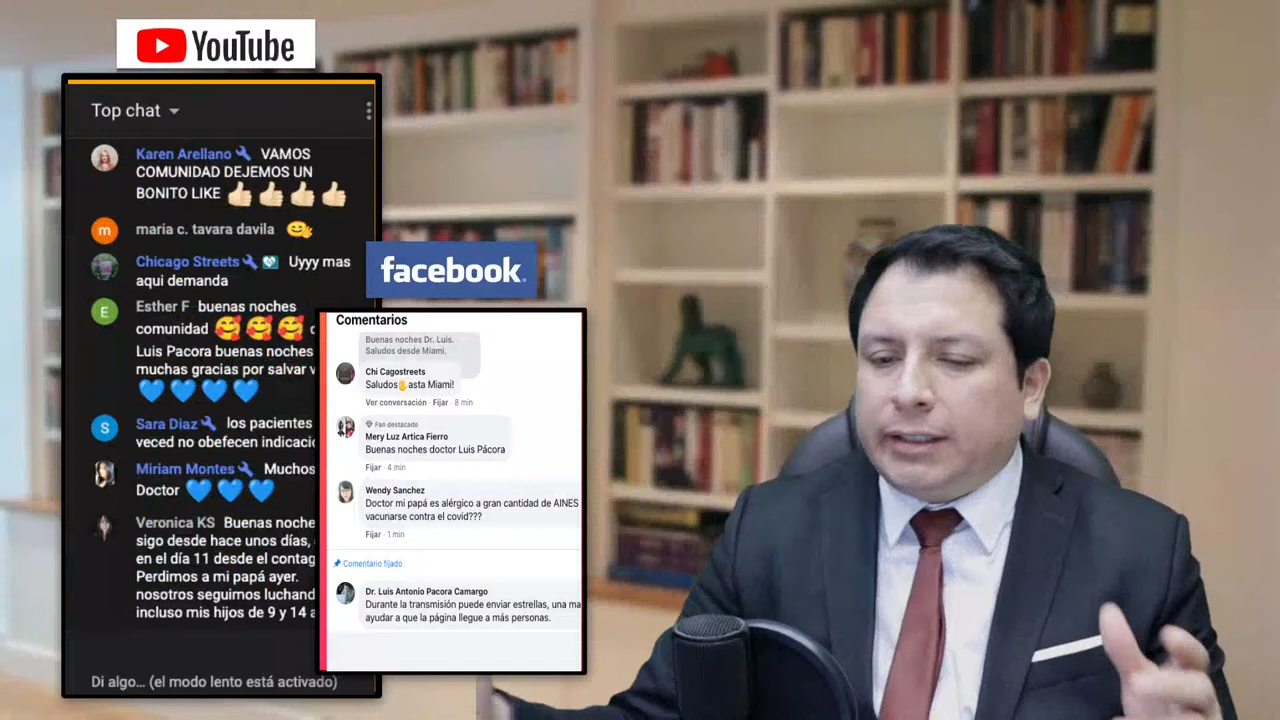 YouTube
Top chat
Karen Arellano VAMOS
COMUNIDAD DEJEMOS UN
BONITO LIKE
maria c. tavara davila
Chicago Streets Uyyy mas
aqui demanda
Esther F buenas noches
comunidad
Luis Pacora buenas noches
muchas gracias por salvar v
Sara Diaz los pacientes
veced no obefecen indicacio
Miriam Montes Muchos
Doctor
Veronica KS Buenas noche
sigo desde hace unos días,
en el día 11 desde el contag
Perdimos a mi papá ayer.
nosotros seguimos luchand
incluso mis hijos de 9 y 14 a
Di algo... (el modo lento está activado)
facebook
Comentarios
Buenas noches Dr. Luis.
Saludos desde Miami.
Chi Cagostreets
Saludos asta Miami!
Ver conversación · Fijar · 8 min
Fan destacado
Mery Luz Artica Fierro
Buenas noches doctor Luis Pácora
Fijar · 4 min
Wendy Sanchez
Doctor mi papá es alérgico a gran cantidad de AINES
vacunarse contra el covid???
Fijar · 1 min
Comentario fijado
Dr. Luis Antonio Pacora Camargo
Durante la transmisión puede enviar estrellas, una ma
ayudar a que la página llegue a más personas.